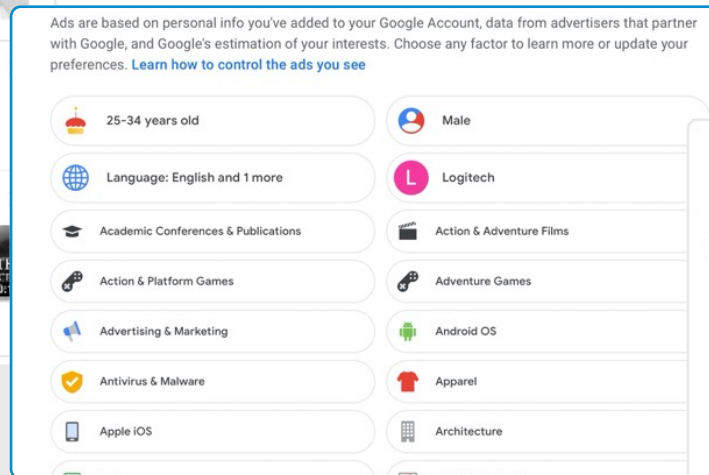 Ads are based on personal info you've added to your Google Account, data from advertisers that partner
with Google, and Google's estimation of your interests. Choose any factor to learn more or update your
preferences. Learn how to control the ads you see
25-34 years old
Male
Language: English and 1 more
L
Logitech
Academic Conferences & Publications
Action & Adventure Films
Action & Platform Games
Adventure Games
Advertising & Marketing
Android OS
Antivirus & Malware
Apparel
Apple iOS
Architecture